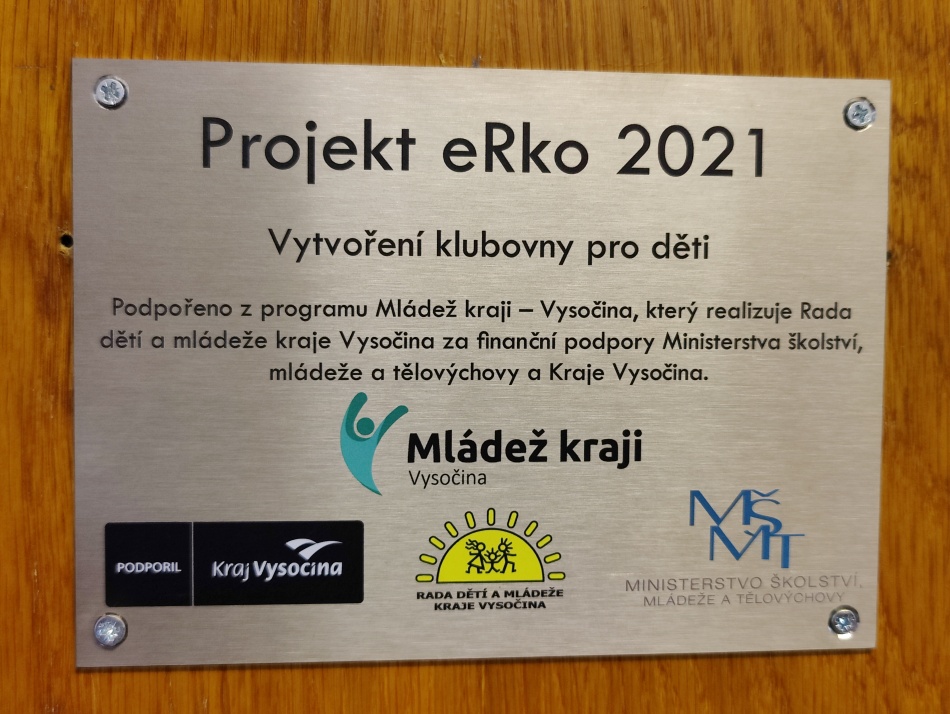 Projekt eRko 2021
Vytvoření klubovny pro děti
Podpořeno z programu Mládež kraji – Vysočina, který realizuje Rada
dětí a mládeže kraje Vysočina za finanční podpory Ministerstva školství,
mládeže a tělovýchovy a Kraje Vysočina.
Mládež kraji
Vysočina
PODPORIL
Kraj Vysočina
RADA DĚTÍ A MLÁDEŽE
KRAJE VYSOČINA
MŠ
MT
MINISTERSTVO ŠKOLSTVÍ,
MLÁDEŽE A TĚLOVÝCHOVY